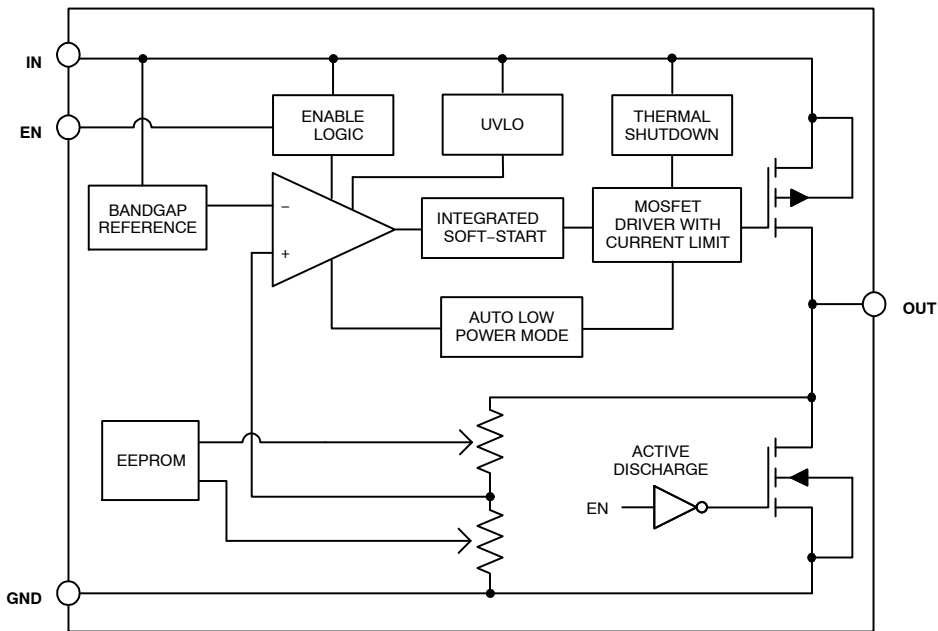 IN
ENABLE
LOGIC
UVLO
THERMAL
SHUTDOWN
EN
BANDGAP
REFERENCE
−
+
INTEGRATED
SOFT−START
MOSFET
DRIVER WITH
CURRENT LIMIT
AUTO LOW
POWER MODE
OUT
EEPROM
ACTIVE
DISCHARGE
EN
GND